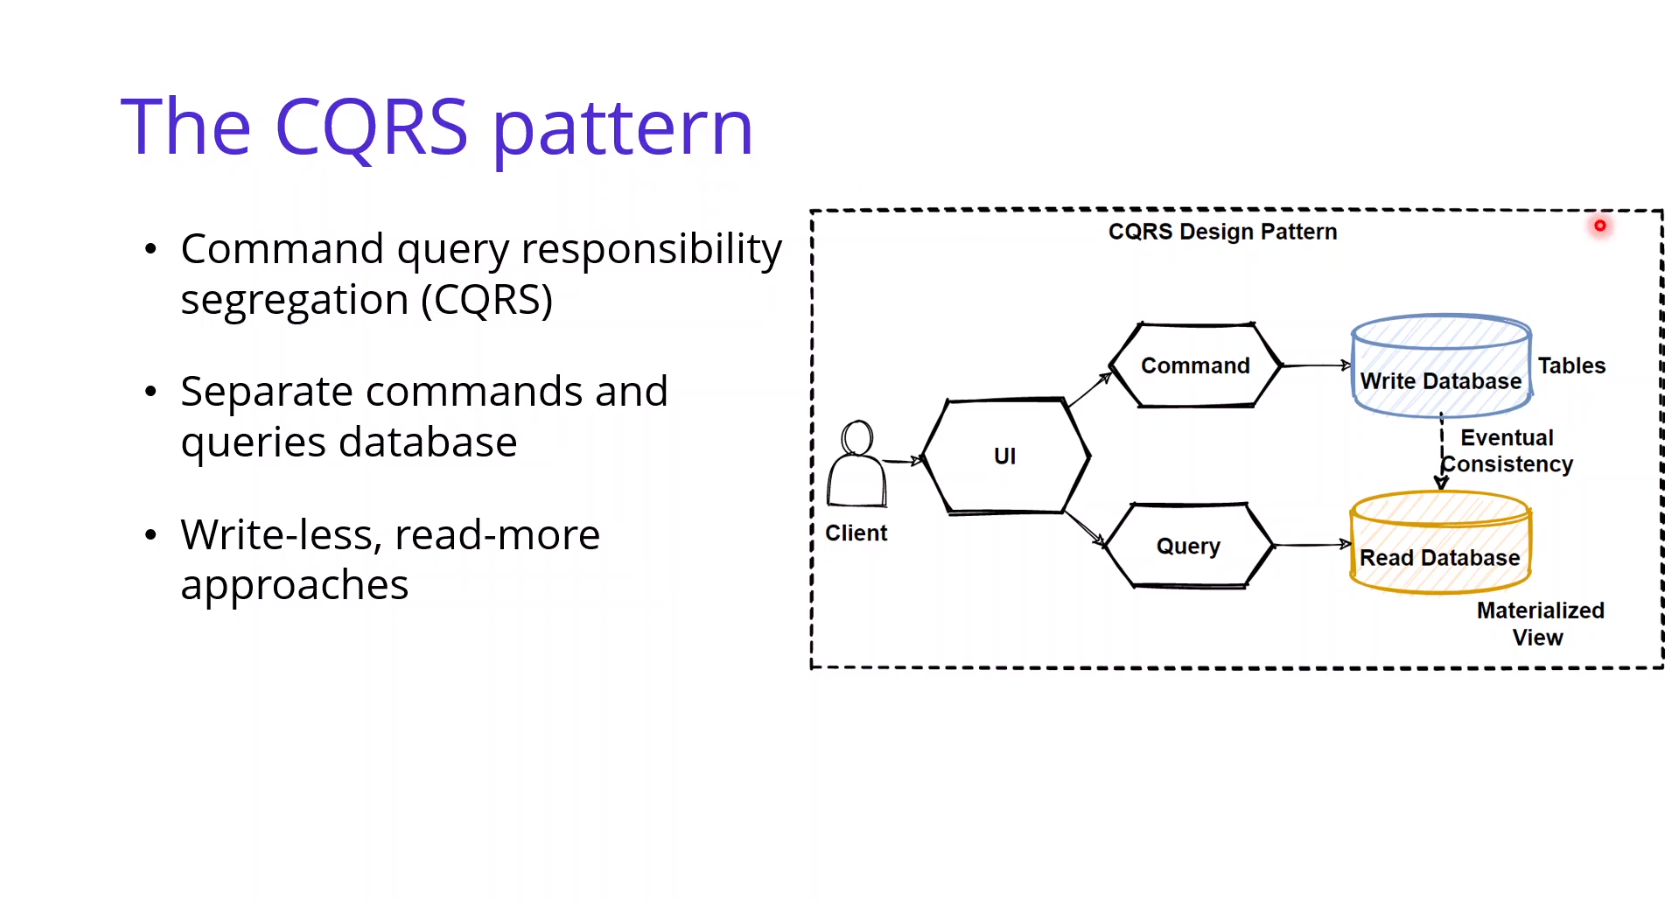 The CQRS pattern
• Command query responsibility
segregation (CQRS)
• Separate commands and
queries database
• Write-less, read-more
approaches
CQRS Design Pattern
Command
Write Database
Tables
Eventual
Consistency
UI
Client
Query
Read Database
Materialized
View